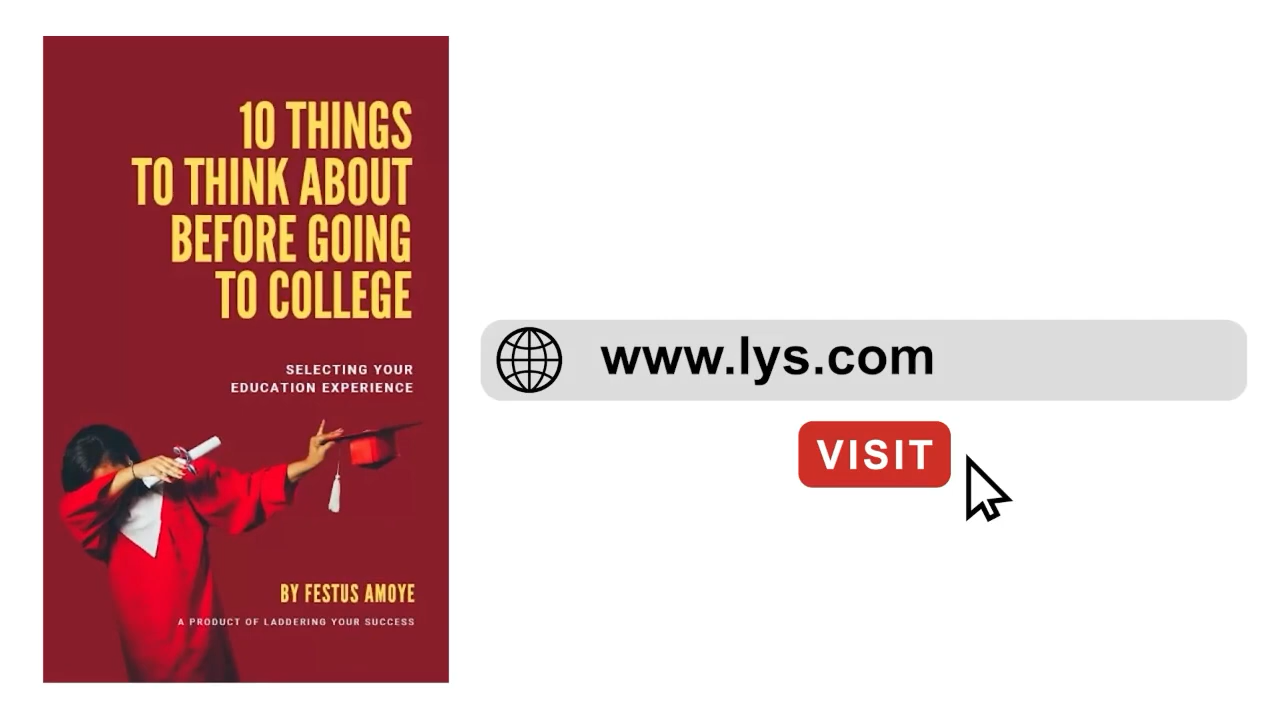 10 THINGS
TO THINK ABOUT
BEFORE GOING
TO COLLEGE
SELECTING YOUR
EDUCATION EXPERIENCE
BY FESTUS AMOYE
A PRODUCT OF LADDERING YOUR SUCCESS
www.lys.com
VISIT